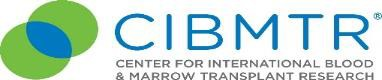 CIBMTR®
CENTER FOR INTERNATIONAL BLOOD
& MARROW TRANSPLANT RESEARCH